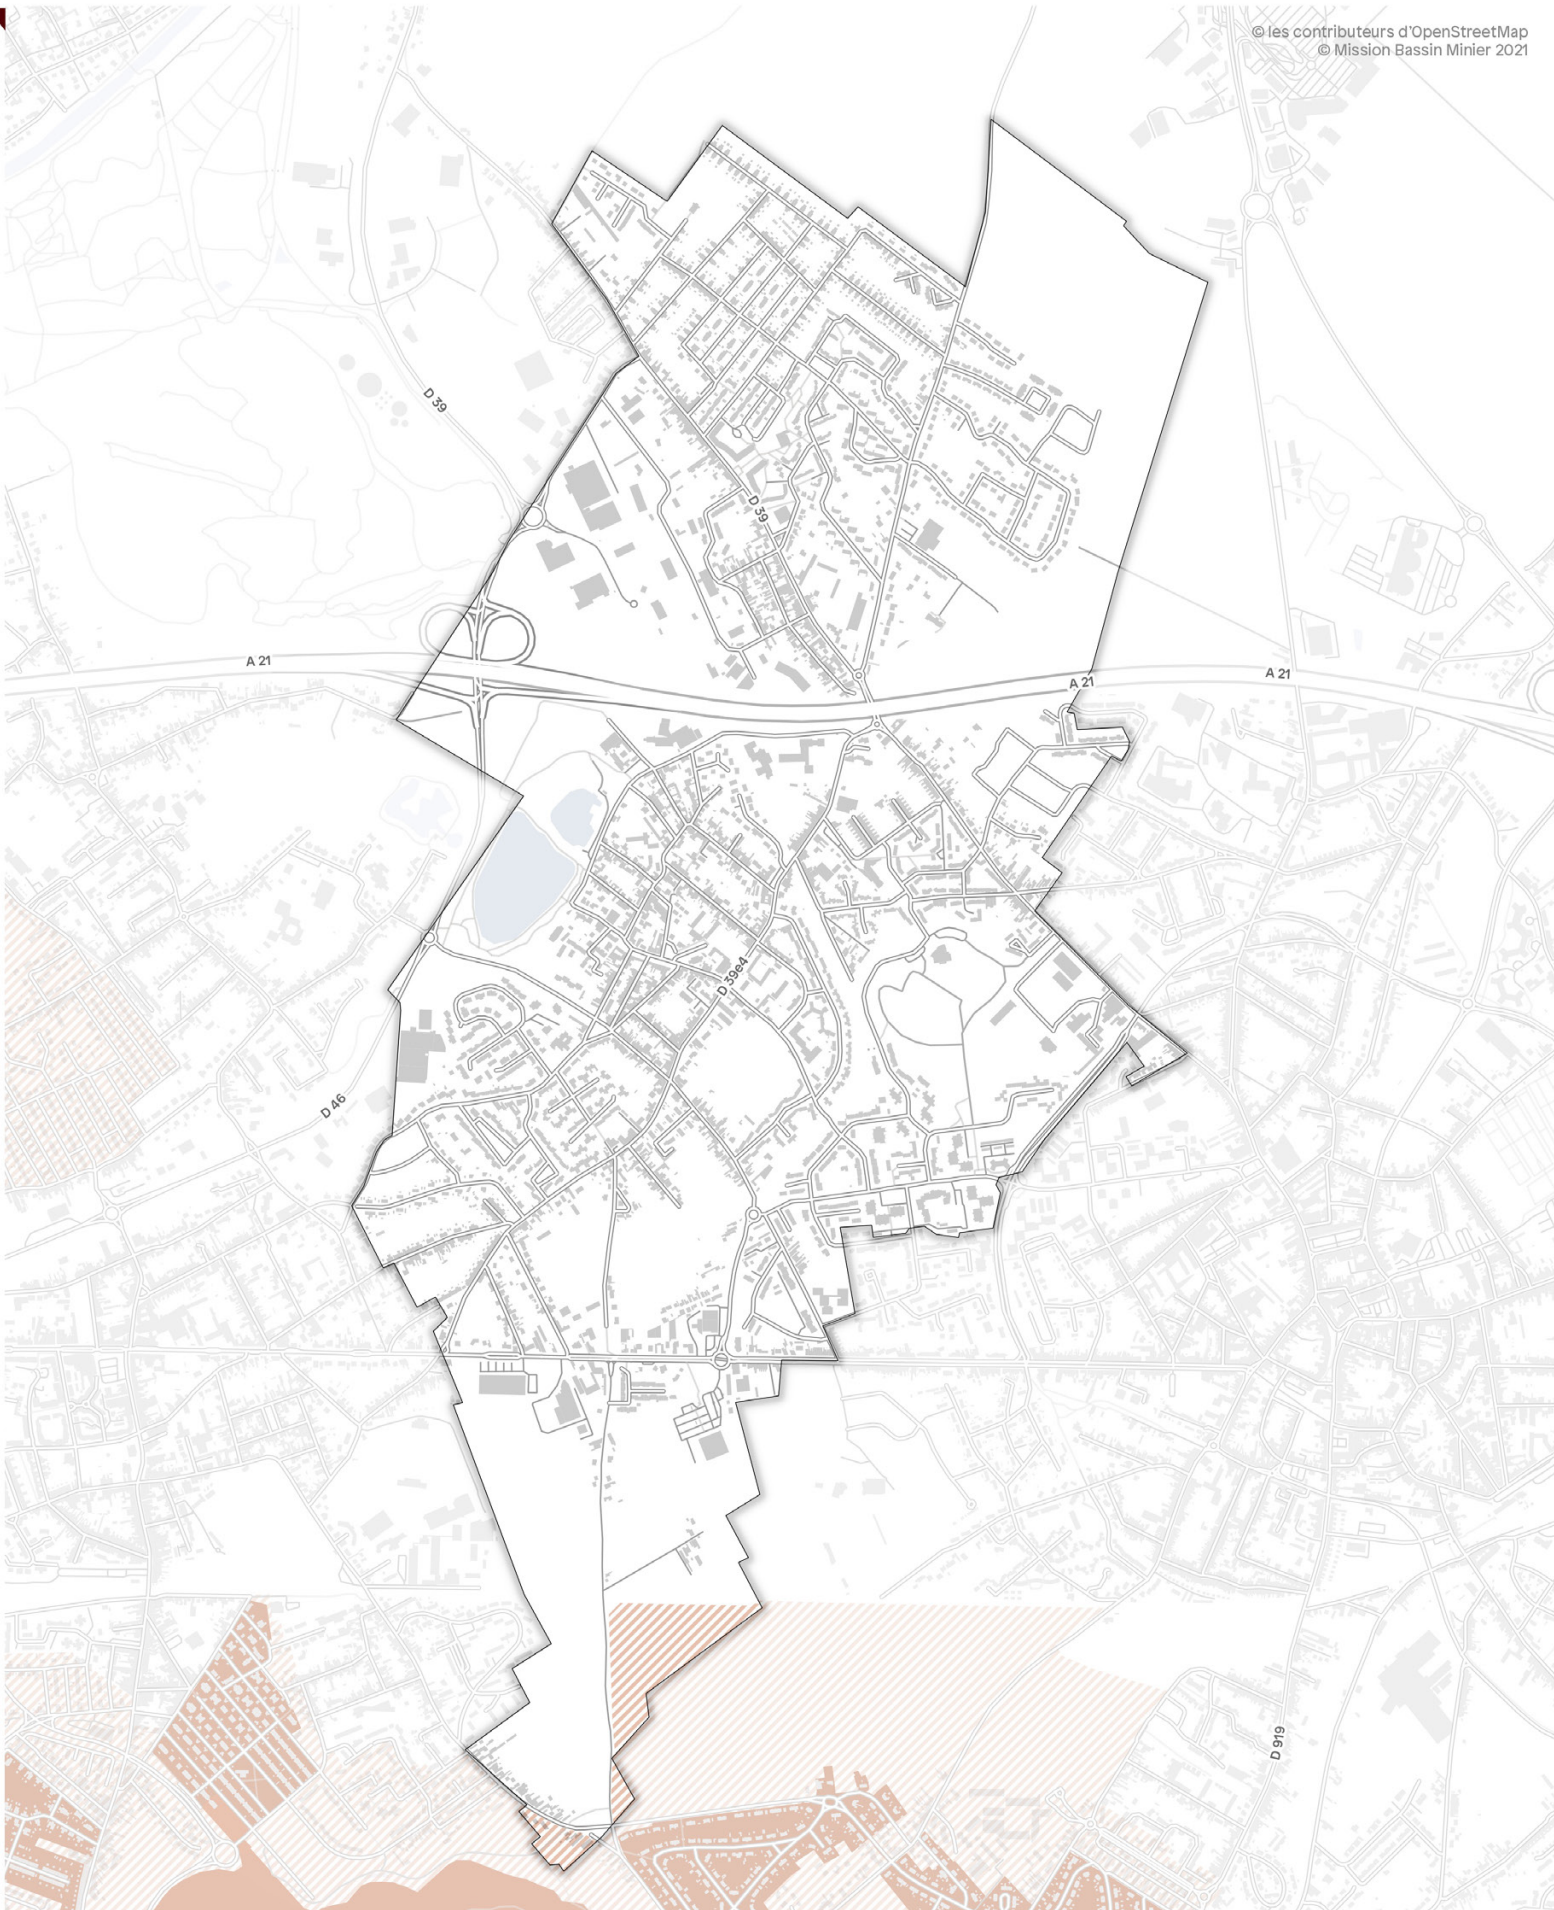 © les contributeurs d'OpenStreetMap
© Mission Bassin Minier 2021
D 39
D 39
A 21
A 21
A 21
D 39e4
D 46
D 919